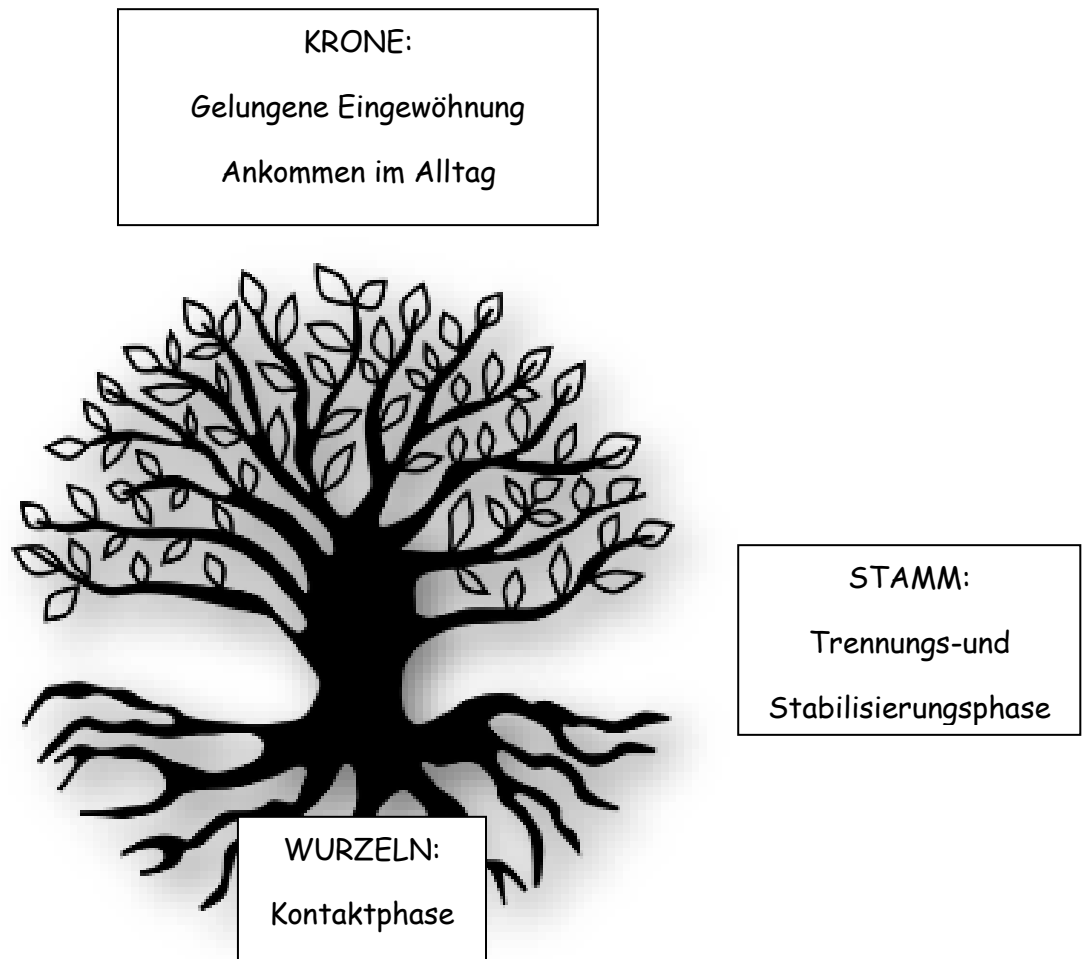 KRONE:
Gelungene Eingewöhnung
Ankommen im Alltag
STAMM:
Trennungs-und
Stabilisierungsphase
WURZELN:
Kontaktphase